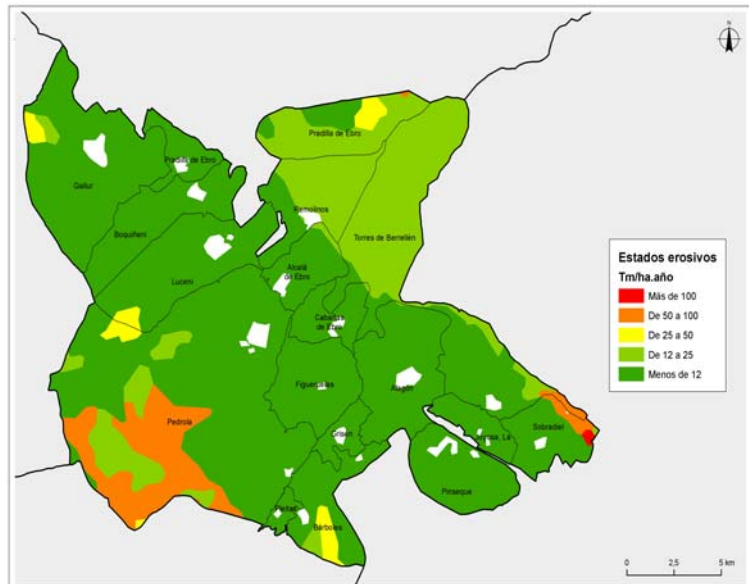 N
Pradilla de Ebro
Pradilla de Ebro
Gallur
Remolinos
Boquiñeni
Torres de Berrellén
Alcalá
de Ebro
Luceni
Cabañas
de Ebro
Figueruelas
Alagón
Pedrola
Grisén
Joyosa, La
Sobradiel
Pinseque
Pleitas
Bárboles
Estados erosivos
Tm/ha.año
Más de 100
De 50 a 100
De 25 a 50
De 12 a 25
Menos de 12
0 2,5 5 km